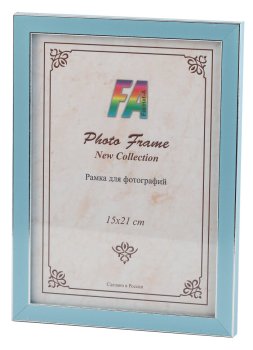 FA
Photo Frame
New Collection
Рамка для фотографий
15x21 cm
Сделано в России